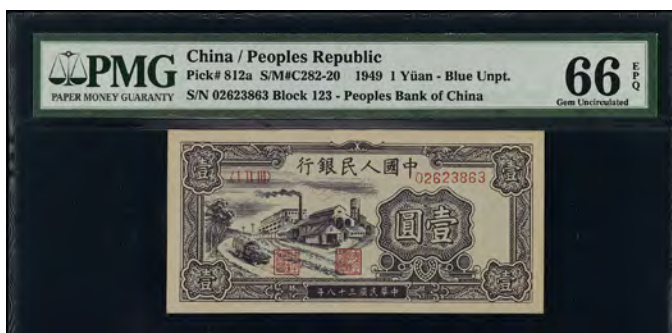 PMG
PAPER MONEY GUARANTY
China / Peoples Republic
Pick# 812a S/M#C282-20 1949 1 Yüan - Blue Unpt.
S/N 02623863 Block 123 - Peoples Bank of China
66
EPQ
Gem Uncirculated
行銀民人國中
壹
壹
(I II III)
02623863
圓壹
壹
壹
年八十三國民華中